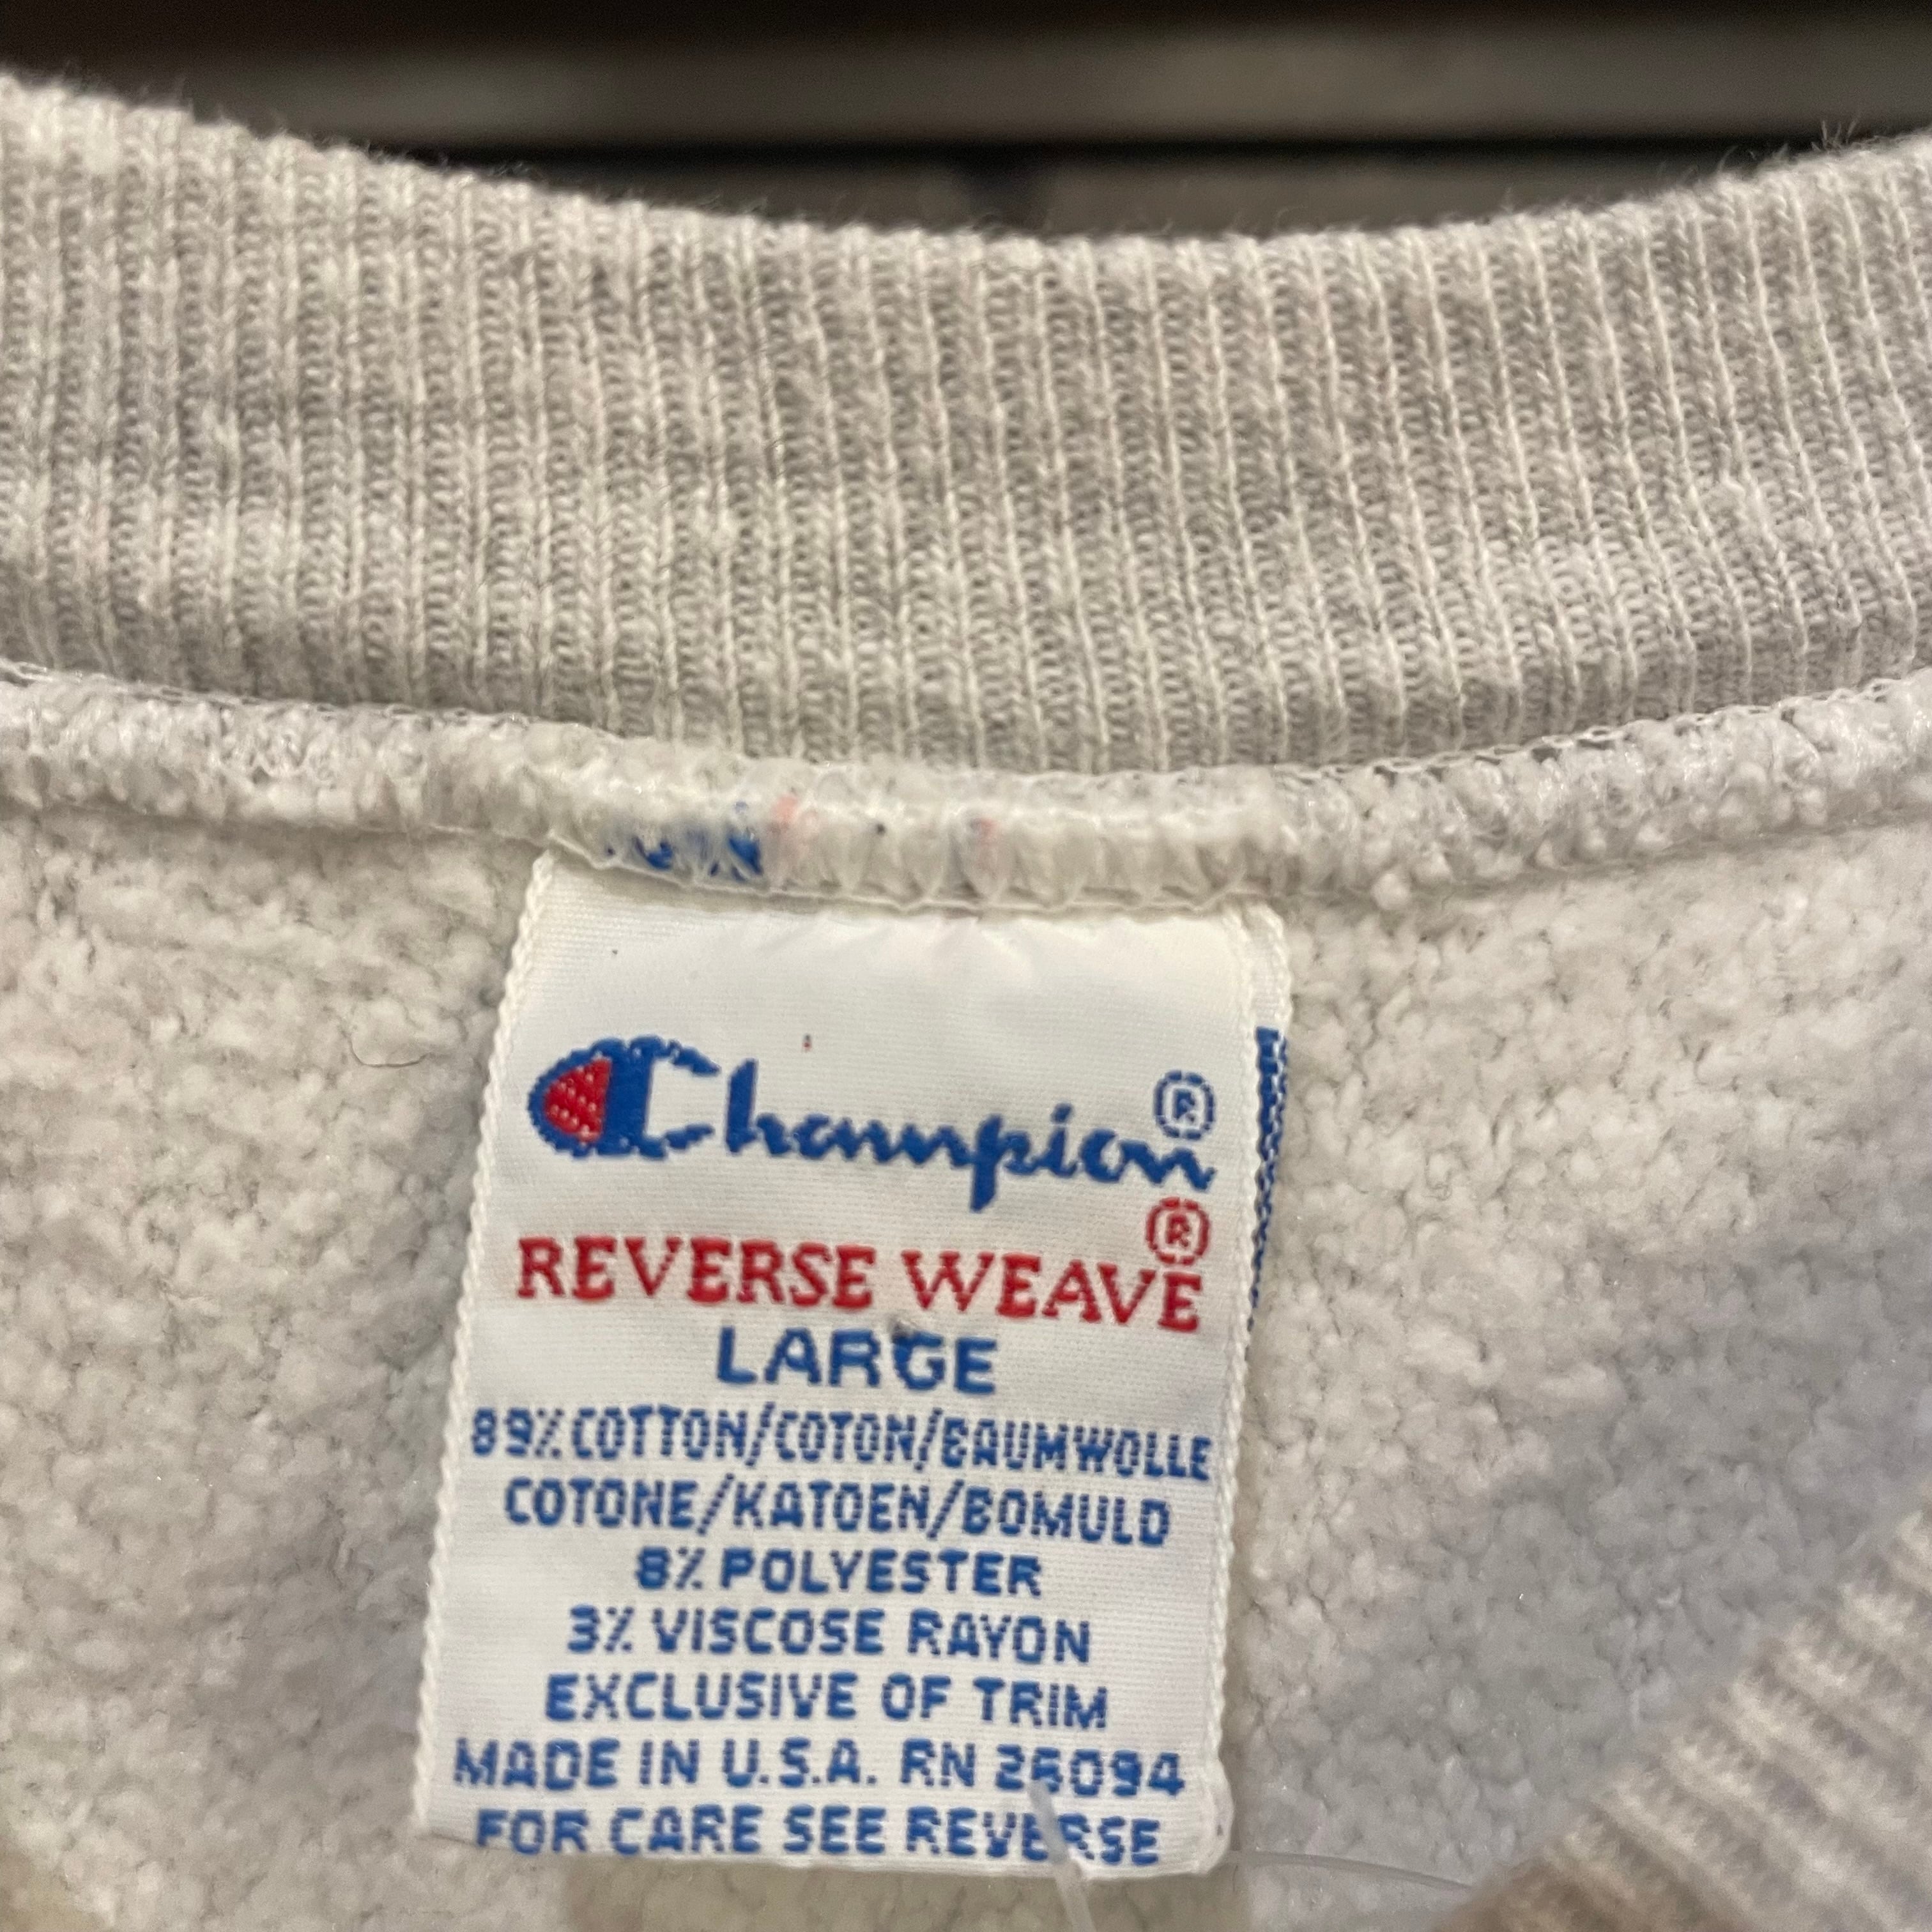 Champion®
REVERSE WEAVE®
LARGE
89% COTTON/COTON/BAUMWOLLE
COTONE/KATOEN/BOMULD
8% POLYESTER
3% VISCOSE RAYON
EXCLUSIVE OF TRIM
MADE IN U.S.A. RN 26094
FOR CARE SEE REVERSE